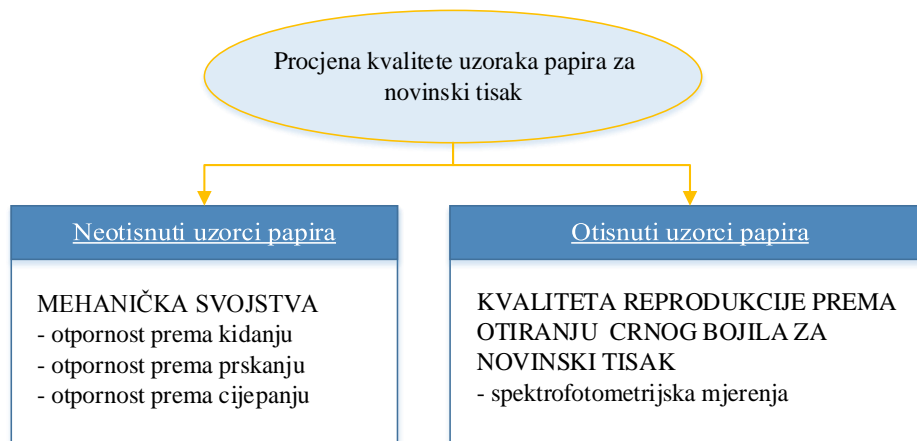 Procjena kvalitete uzoraka papira za
novinski tisak
Neotisnuti uzorci papira
MEHANIČKA SVOJSTVA
- otpornost prema kidanju
- otpornost prema prskanju
- otpornost prema cijepanju
Otisnuti uzorci papira
KVALITETA REPRODUKCIJE PREMA
OTIRANJU CRNOG BOJILA ZA
NOVINSKI TISAK
- spektrofotometrijska mjerenja